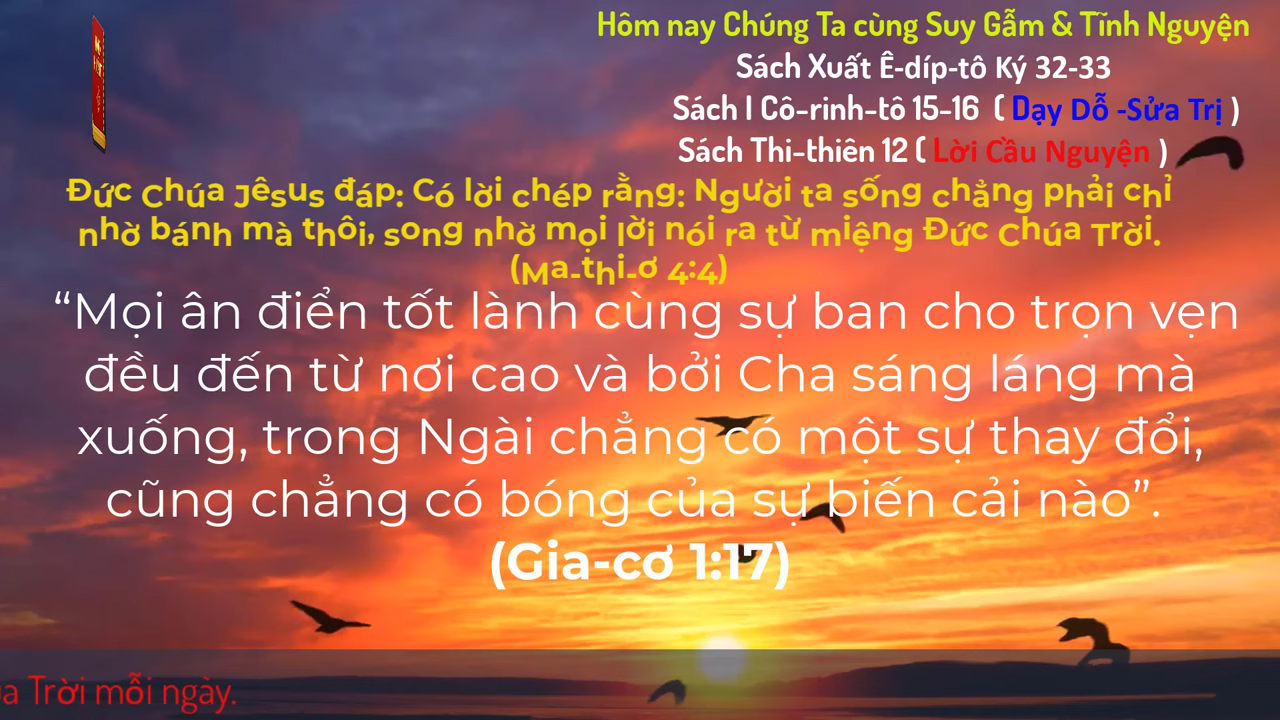 Hôm nay Chúng Ta cùng Suy Gẫm & Tĩnh Nguyện
Sách Xuất Ê-díp-tô Ký 32-33
Sách I Cô-rinh-tô 15-16 ( Dạy Dỗ -Sửa Trị )
Sách Thi-thiên 12 ( Lời Cầu Nguyện )
Đức Chúa Jêsus đáp: Có lời chép rằng: Người ta sống chẳng phải chỉ
nhờ bánh mà thôi, song nhờ mọi lời nói ra từ miệng Đức Chúa Trời.
(Ma-thi-ơ 4:4)
“Mọi ân điển tốt lành cùng sự ban cho trọn vẹn
đều đến từ nơi cao và bởi Cha sáng láng mà
xuống, trong Ngài chẳng có một sự thay đổi,
cũng chẳng có bóng của sự biến cải nào”.
(Gia-cơ 1:17)
Trời mỗi ngày.